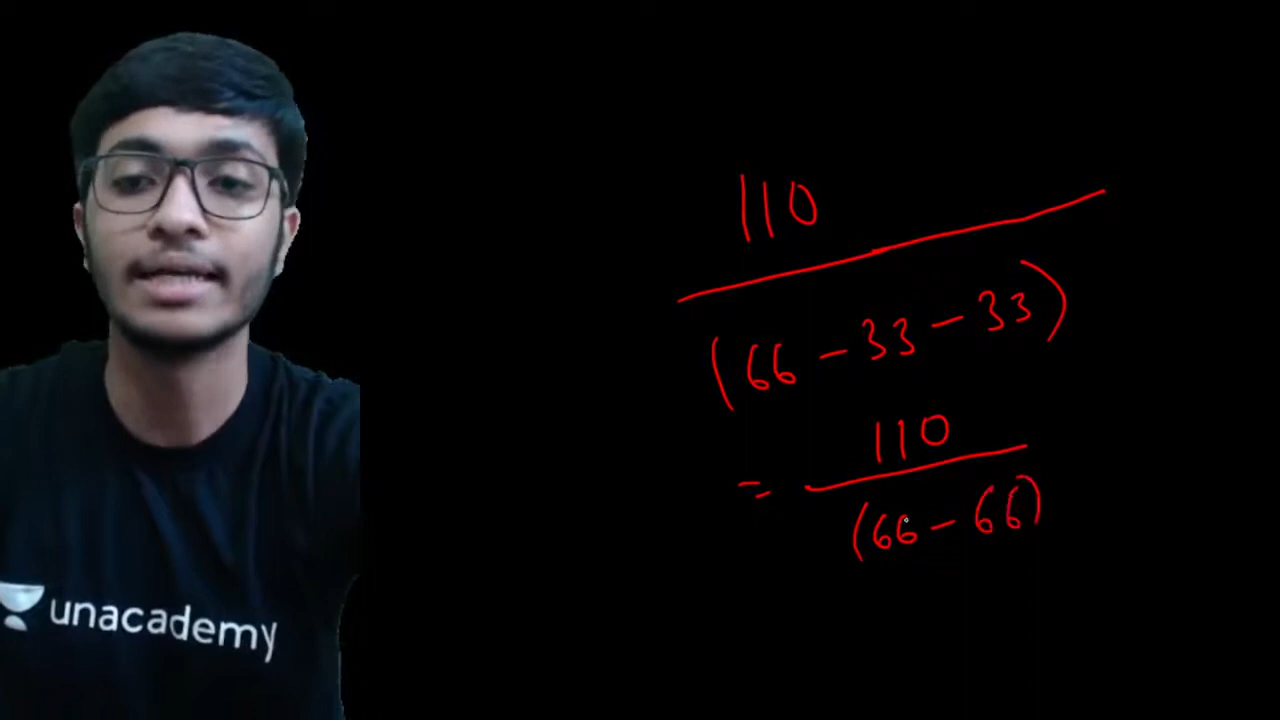 110
(66 - 33 - 33)
= 110
(66 - 66)
unacademy